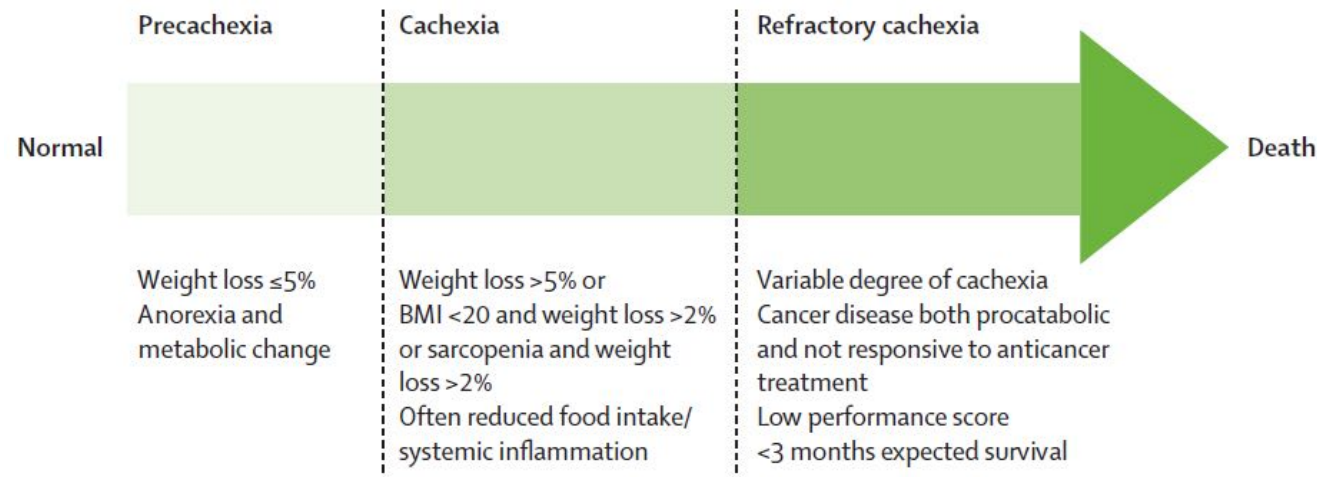 Precachexia
Cachexia
Refractory cachexia
Normal
Death
Weight loss ≤5%
Anorexia and
metabolic change
Weight loss >5% or
BMI <20 and weight loss >2%
or sarcopenia and weight
loss >2%
Often reduced food intake/
systemic inflammation
Variable degree of cachexia
Cancer disease both procatabolic
and not responsive to anticancer
treatment
Low performance score
<3 months expected survival